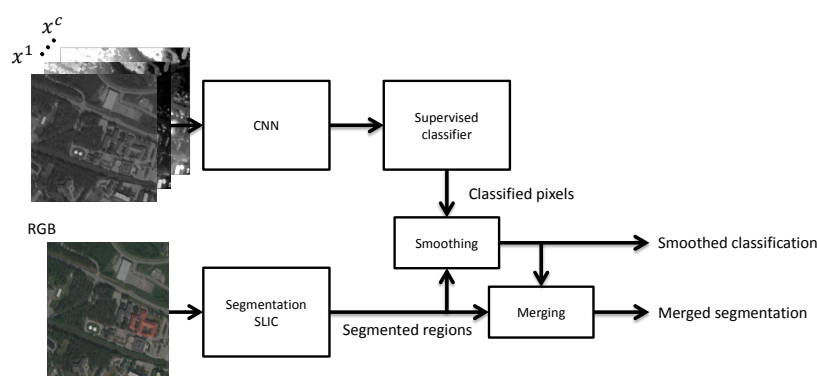 x^c
x^1
CNN
Supervised
classifier
Classified pixels
RGB
Smoothing
Smoothed classification
Segmentation
SLIC
Segmented regions
Merging
Merged segmentation